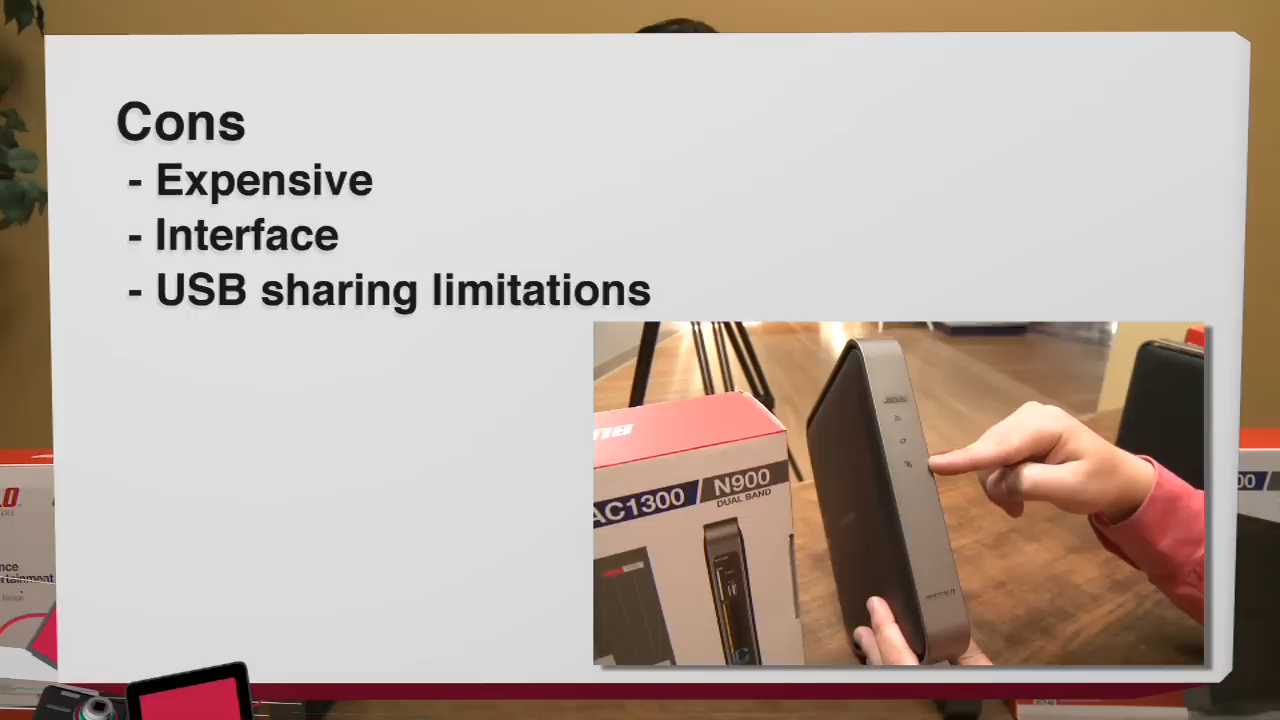 Cons
- Expensive
- Interface
- USB sharing limitations
AC1300 / N900
DUAL BAND